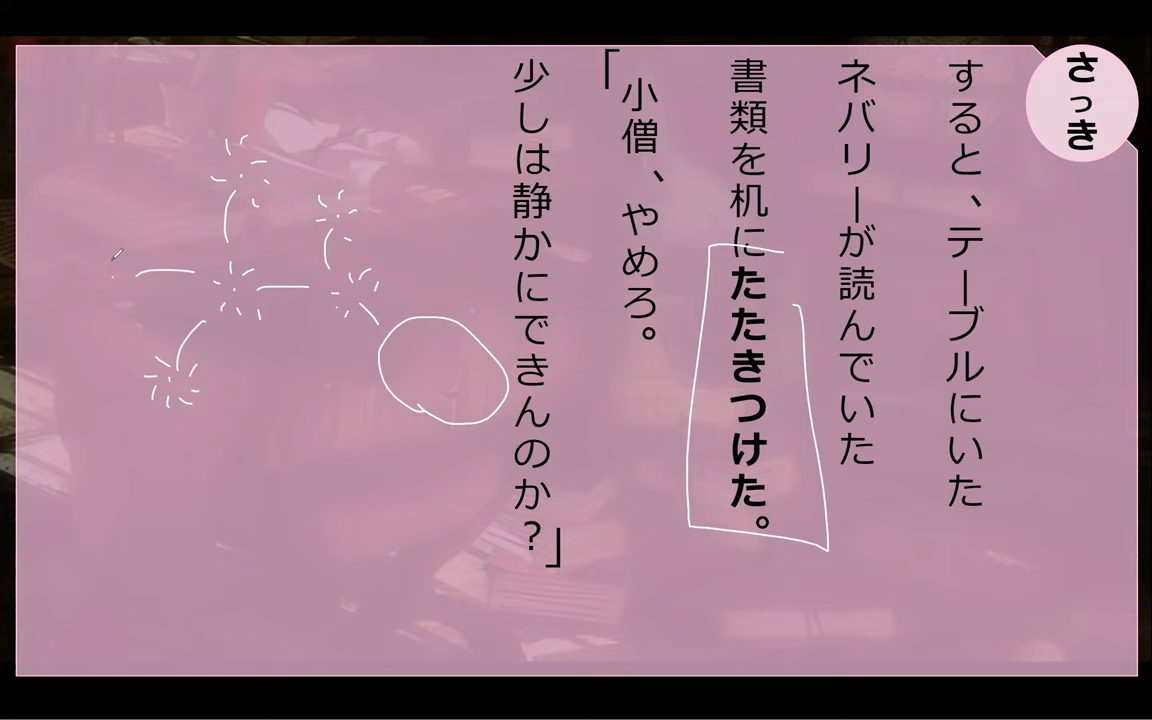 さっき
すると、テーブルにいた
ネバリーが読んでいた
書類を机にたたきつけた。
「小僧、やめろ。
少しは静かにできんのか？」